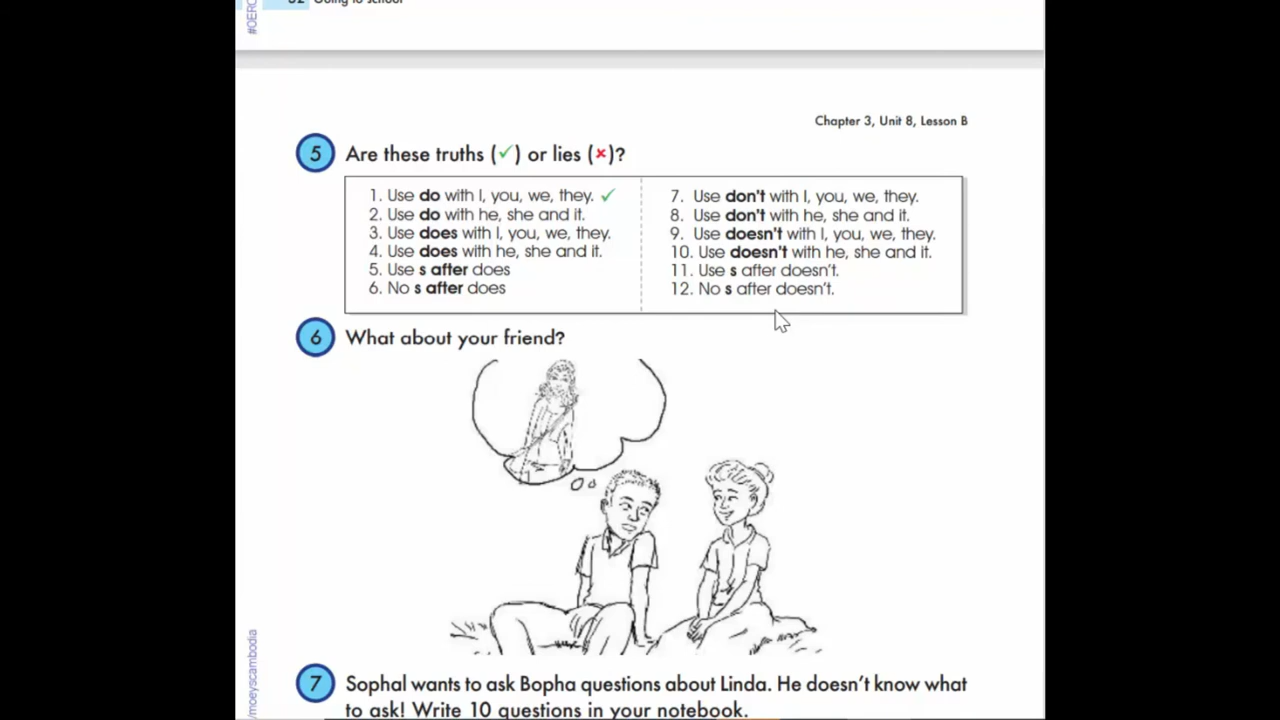 32 Going to school
#OERC
Chapter 3, Unit 8, Lesson B
5 Are these truths (✓) or lies (×)?
1. Use do with I, you, we, they. ✓
2. Use do with he, she and it.
3. Use does with I, you, we, they.
4. Use does with he, she and it.
5. Use s after does
6. No s after does
7. Use don't with I, you, we, they.
8. Use don't with he, she and it.
9. Use doesn't with I, you, we, they.
10. Use doesn't with he, she and it.
11. Use s after doesn't.
12. No s after doesn't.
6 What about your friend?
/moeyscambodia
7 Sophal wants to ask Bopha questions about Linda. He doesn't know what
to ask! Write 10 questions in your notebook.